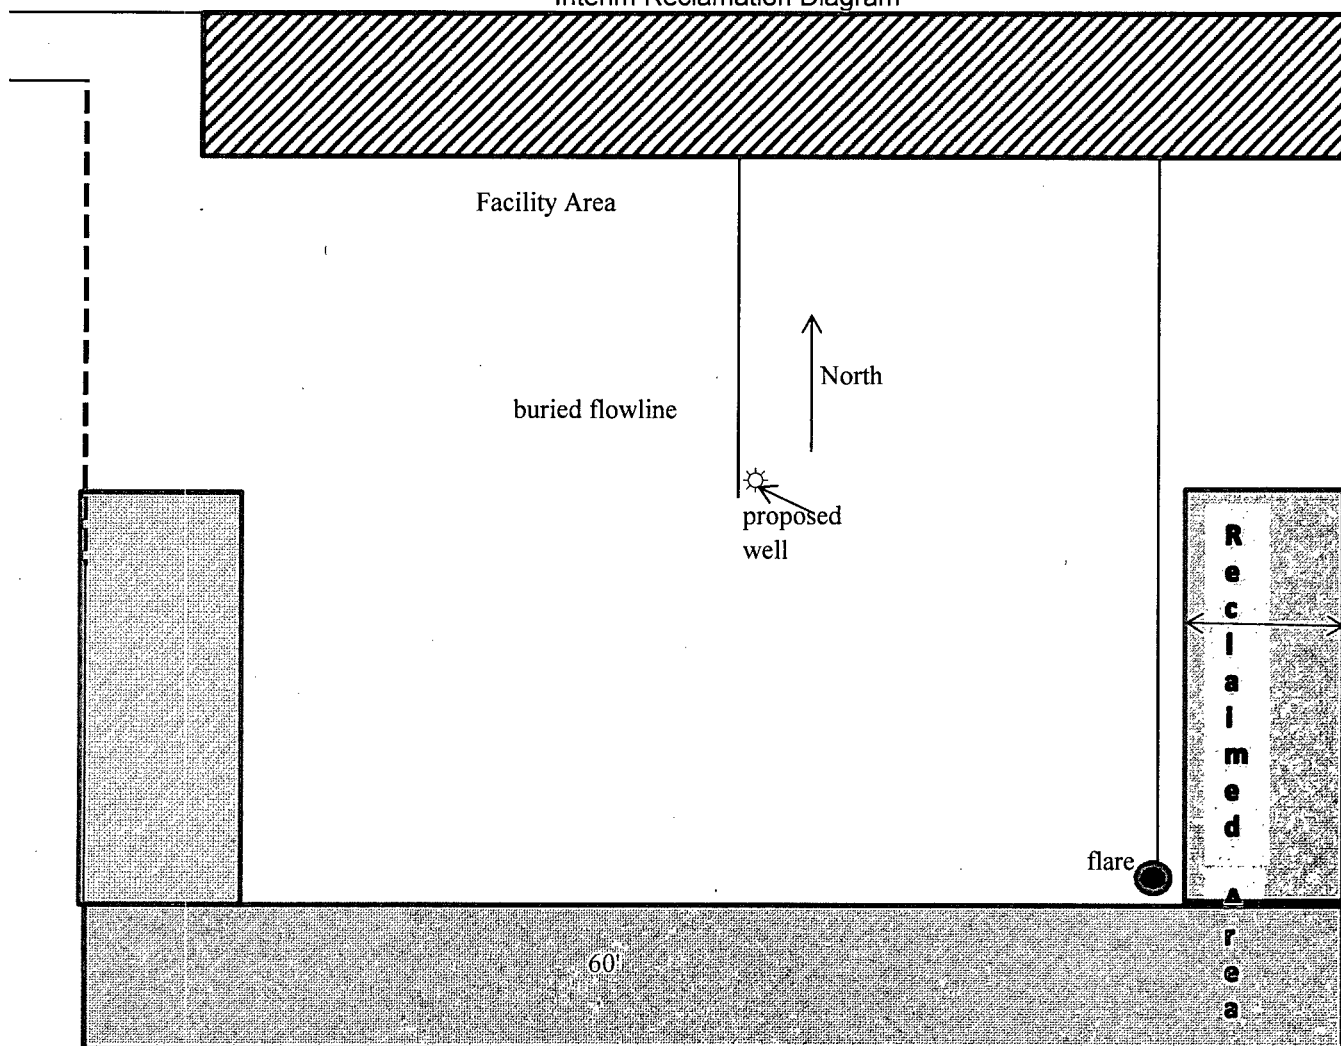 Interim Reclamation Diagram
Facility Area
North
buried flowline
proposed
well
Reclaimed Area
flare
60'